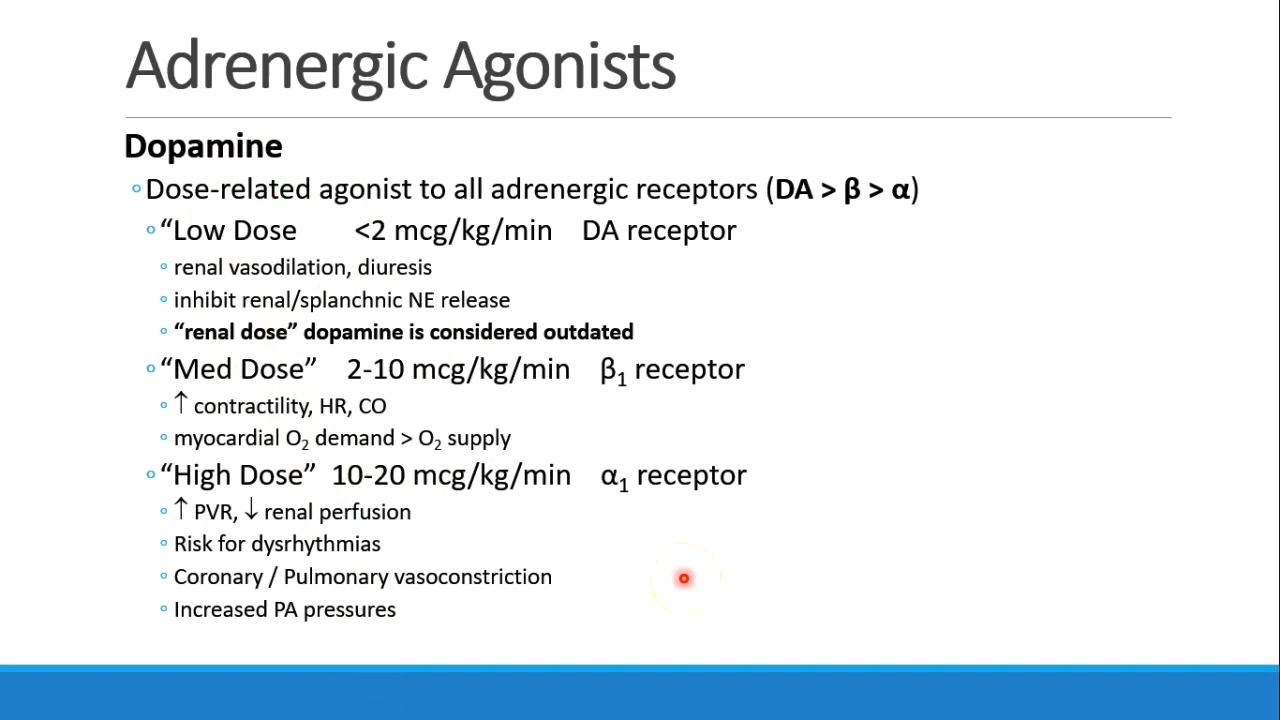 Adrenergic Agonists
Dopamine
◦Dose-related agonist to all adrenergic receptors (DA > β > α)
◦“Low Dose <2 mcg/kg/min DA receptor
◦renal vasodilation, diuresis
◦inhibit renal/splanchnic NE release
◦“renal dose” dopamine is considered outdated
◦“Med Dose” 2-10 mcg/kg/min β₁ receptor
◦↑ contractility, HR, CO
◦myocardial O₂ demand > O₂ supply
◦“High Dose” 10-20 mcg/kg/min α₁ receptor
◦↑ PVR, ↓ renal perfusion
◦Risk for dysrhythmias
◦Coronary / Pulmonary vasoconstriction
◦Increased PA pressures